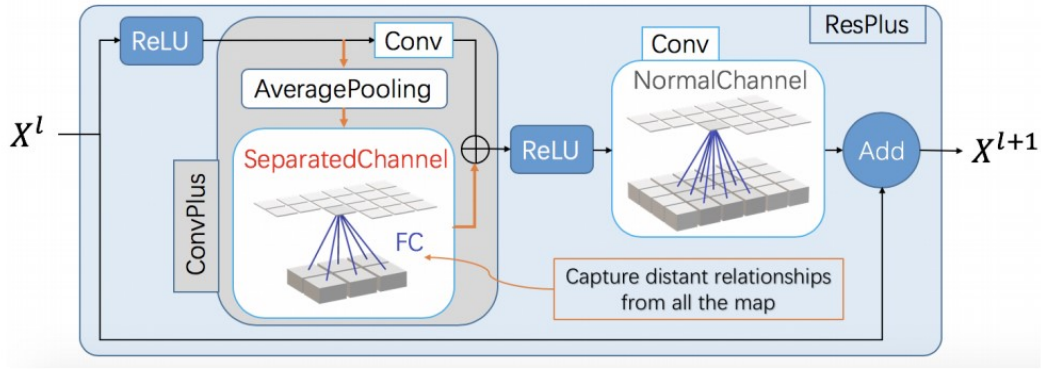 ResPlus
X^l
ReLU
Conv
AveragePooling
SeparatedChannel
FC
ConvPlus
ReLU
Conv
NormalChannel
Capture distant relationships
from all the map
Add
X^{l+1}